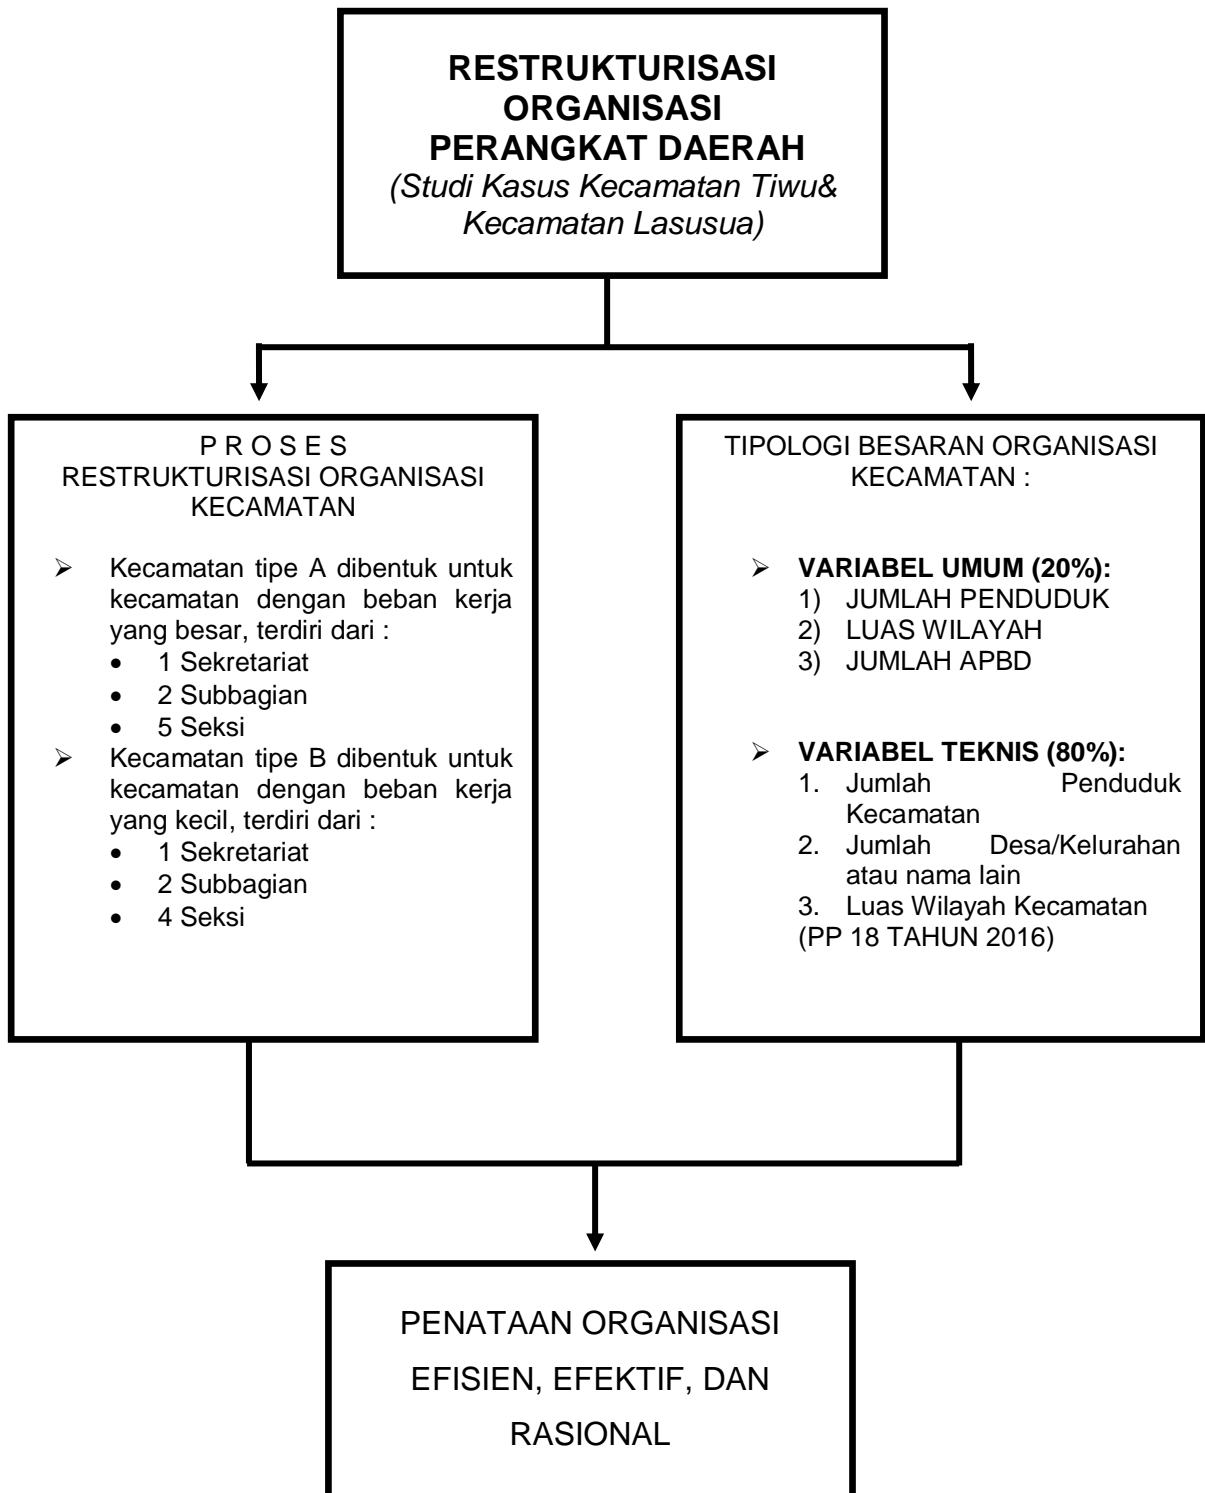 RESTRUKTURISASI
ORGANISASI
PERANGKAT DAERAH
(Studi Kasus Kecamatan Tiwu&
Kecamatan Lasusua)
P R O S E S
RESTRUKTURISASI ORGANISASI
KECAMATAN
➢ Kecamatan tipe A dibentuk untuk
kecamatan dengan beban kerja
yang besar, terdiri dari :
• 1 Sekretariat
• 2 Subbagian
• 5 Seksi
➢ Kecamatan tipe B dibentuk untuk
kecamatan dengan beban kerja
yang kecil, terdiri dari :
• 1 Sekretariat
• 2 Subbagian
• 4 Seksi
TIPOLOGI BESARAN ORGANISASI
KECAMATAN :
➢ VARIABEL UMUM (20%):
1) JUMLAH PENDUDUK
2) LUAS WILAYAH
3) JUMLAH APBD
➢ VARIABEL TEKNIS (80%):
1. Jumlah Penduduk
Kecamatan
2. Jumlah Desa/Kelurahan
atau nama lain
3. Luas Wilayah Kecamatan
(PP 18 TAHUN 2016)
PENATAAN ORGANISASI
EFISIEN, EFEKTIF, DAN
RASIONAL